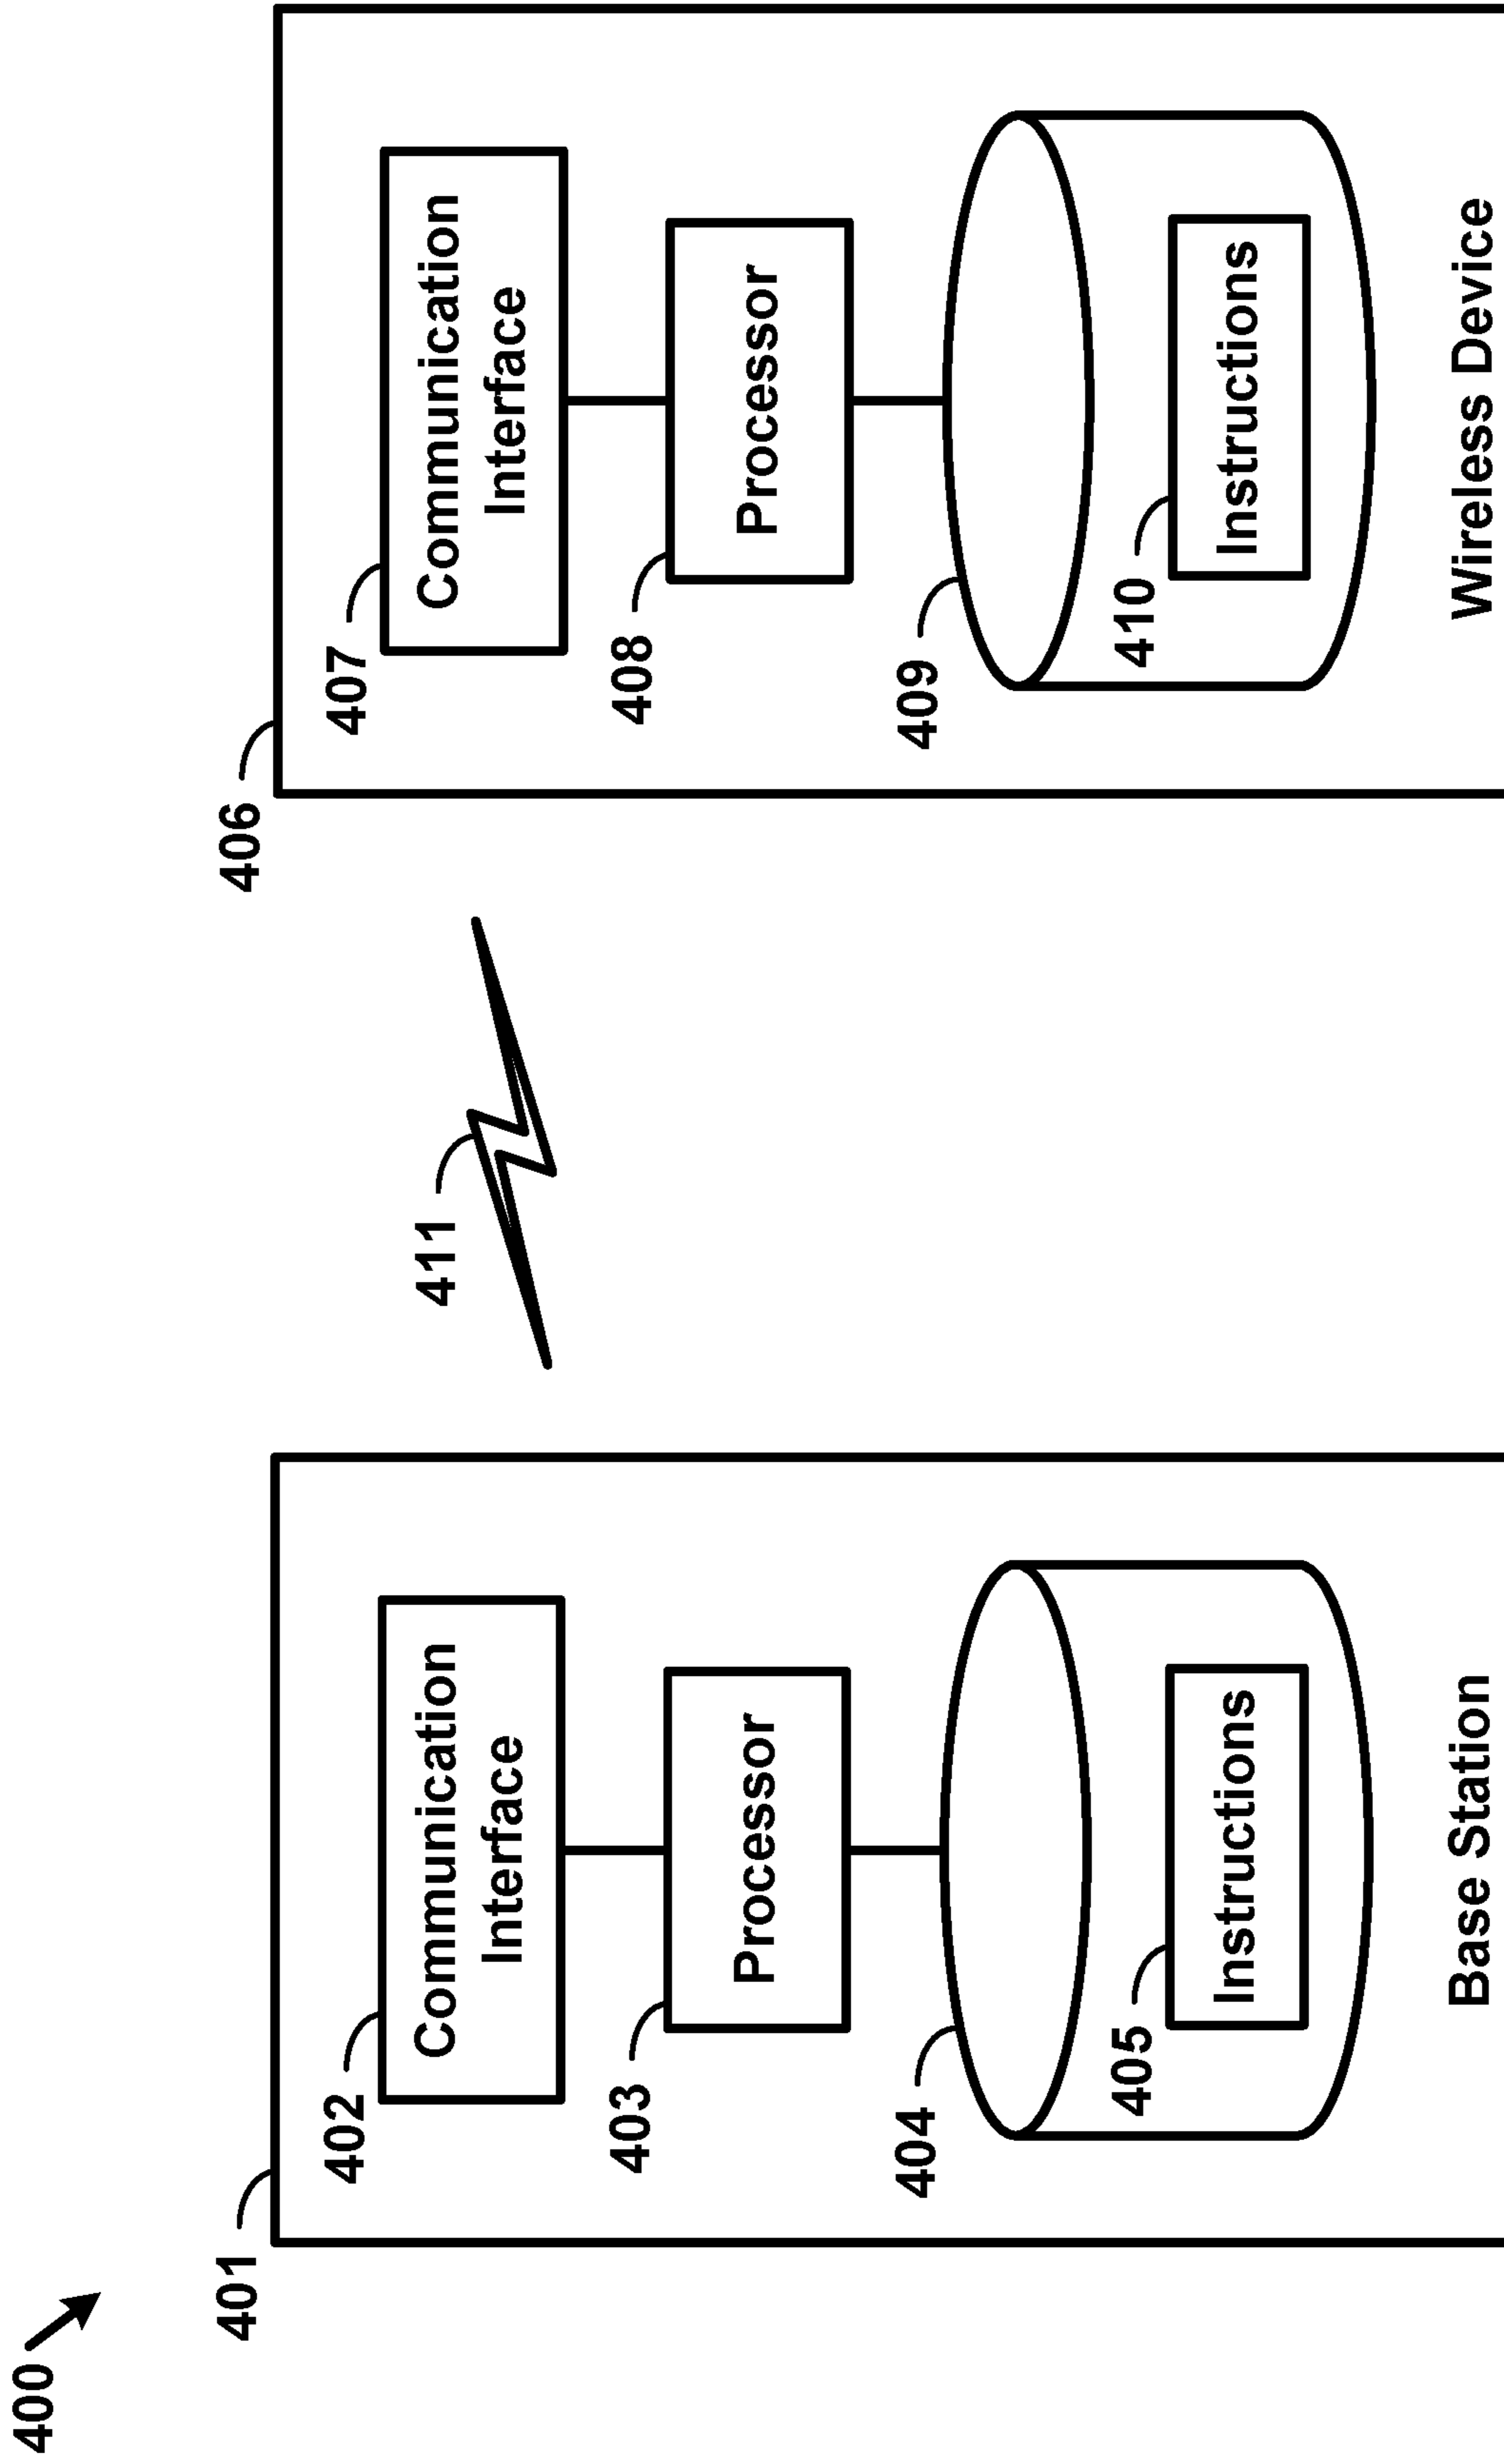 400
401
402
Communication
Interface
403
Processor
404
405
Instructions
Base Station
411
406
407
Communication
Interface
408
Processor
409
410
Instructions
Wireless Device